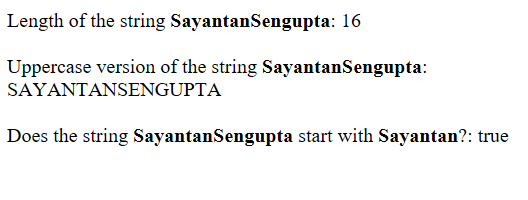 Length of the string SayantanSengupta: 16
Uppercase version of the string SayantanSengupta:
SAYANTANSENGUPTA
Does the string SayantanSengupta start with Sayantan?: true